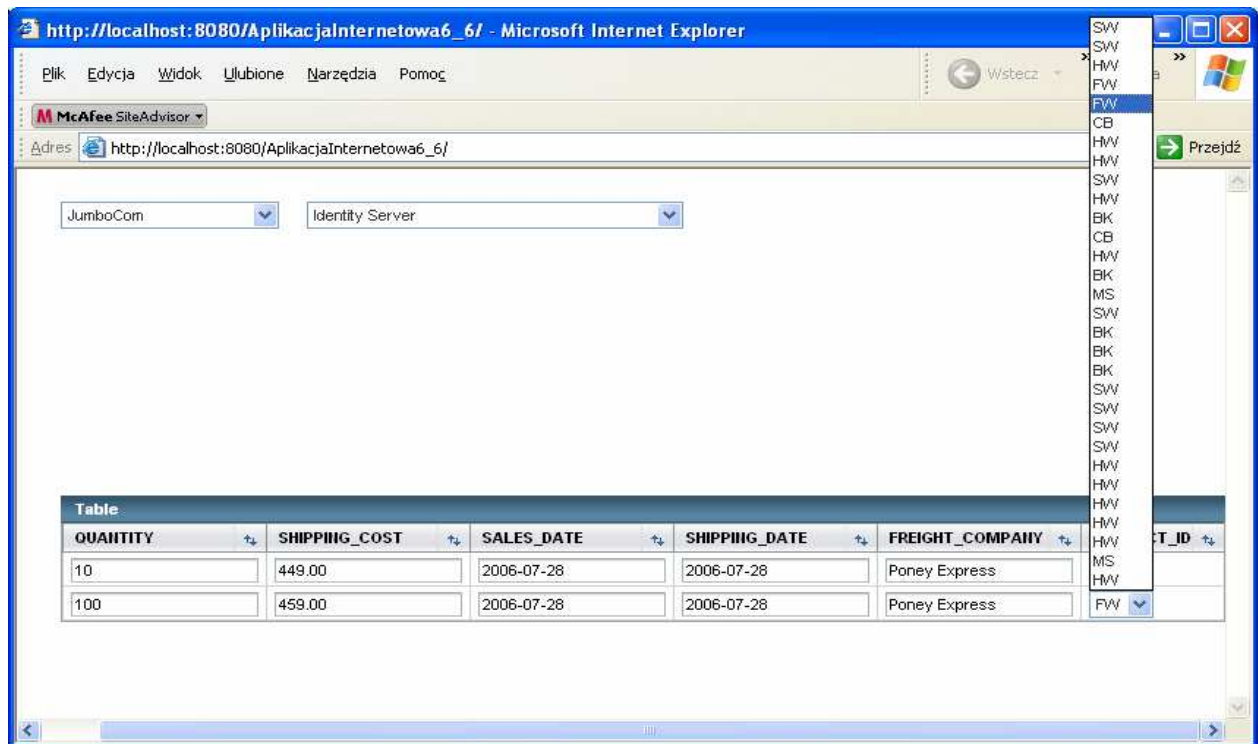 http://localhost:8080/AplikacjaInternetowa6_6/ - Microsoft Internet Explorer
Plik Edycja Widok Ulubione Narzędzia Pomoc
Wstecz
McAfee SiteAdvisor
Adres http://localhost:8080/AplikacjaInternetowa6_6/
Przejdź
JumboCom
Identity Server
SW
SW
HW
FW
FW
CB
HW
HW
SW
HW
BK
CB
HW
BK
MS
SW
BK
BK
BK
SW
SW
SW
SW
HW
HW
HW
HW
HW
MS
HW
Table
QUANTITY SHIPPING_COST SALES_DATE SHIPPING_DATE FREIGHT_COMPANY
10 449.00 2006-07-28 2006-07-28 Poney Express
100 459.00 2006-07-28 2006-07-28 Poney Express FW